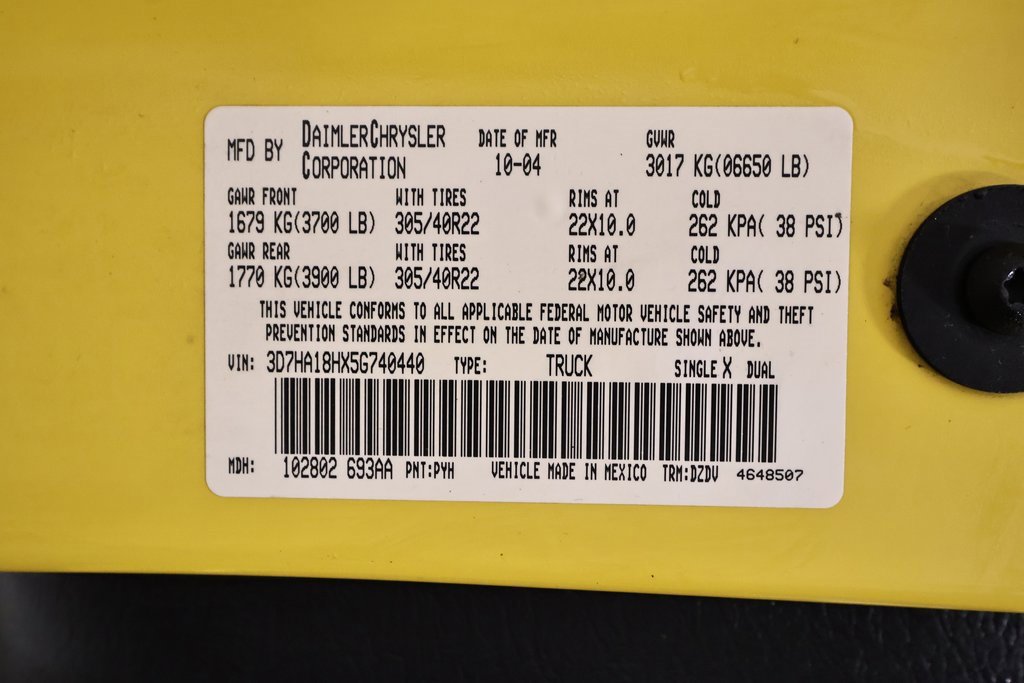 MFD BY DAIMLERCHRYSLER CORPORATION DATE OF MFR 10-04 GVWR 3017 KG(06650 LB)
GAWR FRONT WITH TIRES RIMS AT COLD
1679 KG(3700 LB) 305/40R22 22X10.0 262 KPA( 38 PSI)
GAWR REAR WITH TIRES RIMS AT COLD
1770 KG(3900 LB) 305/40R22 22X10.0 262 KPA( 38 PSI)
THIS VEHICLE CONFORMS TO ALL APPLICABLE FEDERAL MOTOR VEHICLE SAFETY AND THEFT
PREVENTION STANDARDS IN EFFECT ON THE DATE OF MANUFACTURE SHOWN ABOVE.
VIN: 3D7HA18HX5G740440 TYPE: TRUCK SINGLE X DUAL
MDH: 102802 693AA PNT:PYH VEHICLE MADE IN MEXICO TRM:DZDV 4648507